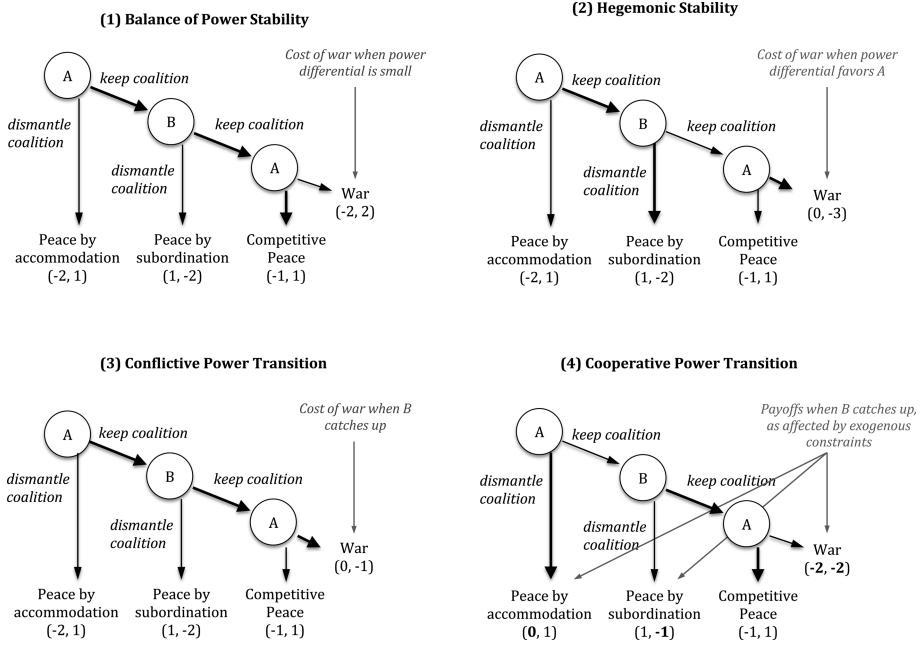 (1) Balance of Power Stability
A
keep coalition
Cost of war when power
differential is small
dismantle
coalition
B
keep coalition
dismantle
coalition
A
War
(-2, 2)
Peace by
accommodation
(-2, 1)
Peace by
subordination
(1, -2)
Competitive
Peace
(-1, 1)
(2) Hegemonic Stability
A
keep coalition
Cost of war when power
differential favors A
dismantle
coalition
B
keep coalition
dismantle
coalition
A
War
(0, -3)
Peace by
accommodation
(-2, 1)
Peace by
subordination
(1, -2)
Competitive
Peace
(-1, 1)
(3) Conflictive Power Transition
A
keep coalition
Cost of war when B
catches up
dismantle
coalition
B
keep coalition
dismantle
coalition
A
War
(0, -1)
Peace by
accommodation
(-2, 1)
Peace by
subordination
(1, -2)
Competitive
Peace
(-1, 1)
(4) Cooperative Power Transition
A
keep coalition
Payoffs when B catches up,
as affected by exogenous
constraints
dismantle
coalition
B
keep coalition
dismantle
coalition
A
War
(-2, -2)
Peace by
accommodation
(0, 1)
Peace by
subordination
(1, -1)
Competitive
Peace
(-1, 1)